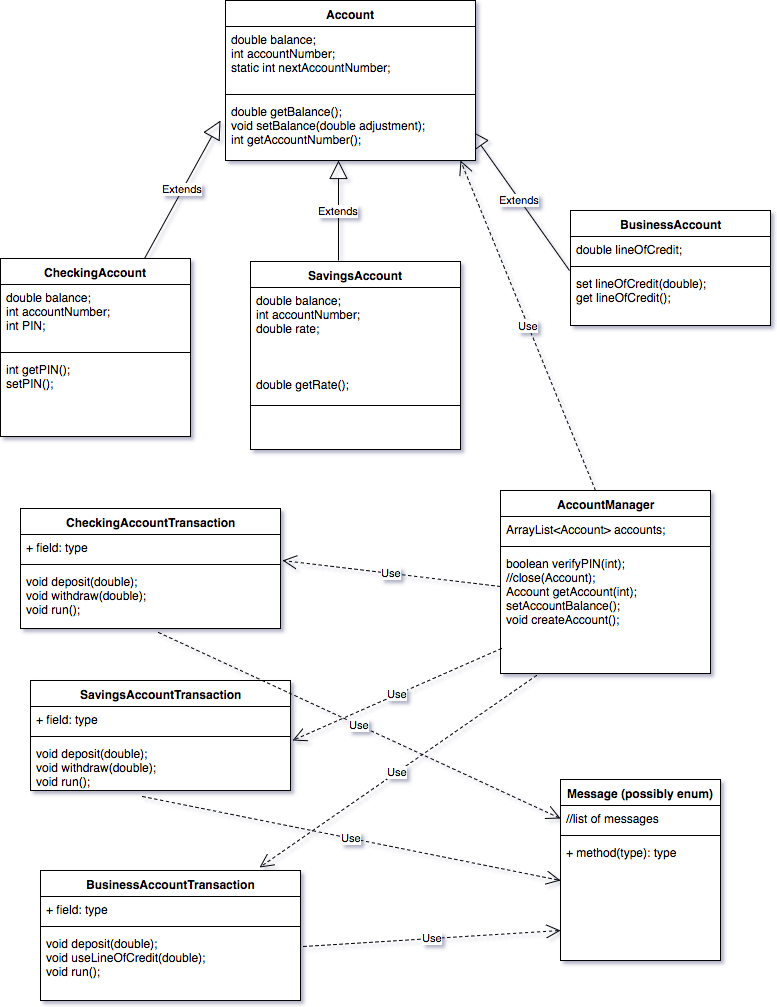 Account
double balance;
int accountNumber;
static int nextAccountNumber;
double getBalance();
void setBalance(double adjustment);
int getAccountNumber();
Extends
Extends
Extends
BusinessAccount
double lineOfCredit;
set lineOfCredit(double);
get lineOfCredit();
CheckingAccount
double balance;
int accountNumber;
int PIN;
int getPIN();
setPIN();
SavingsAccount
double balance;
int accountNumber;
double rate;
double getRate();
Use
AccountManager
ArrayList<Account> accounts;
boolean verifyPIN(int);
//close(Account);
Account getAccount(int);
setAccountBalance();
void createAccount();
CheckingAccountTransaction
+ field: type
void deposit(double);
void withdraw(double);
void run();
Use
SavingsAccountTransaction
+ field: type
void deposit(double);
void withdraw(double);
void run();
Use
Use
Use
Message (possibly enum)
//list of messages
+ method(type): type
Use
BusinessAccountTransaction
+ field: type
void deposit(double);
void useLineOfCredit(double);
void run();
Use